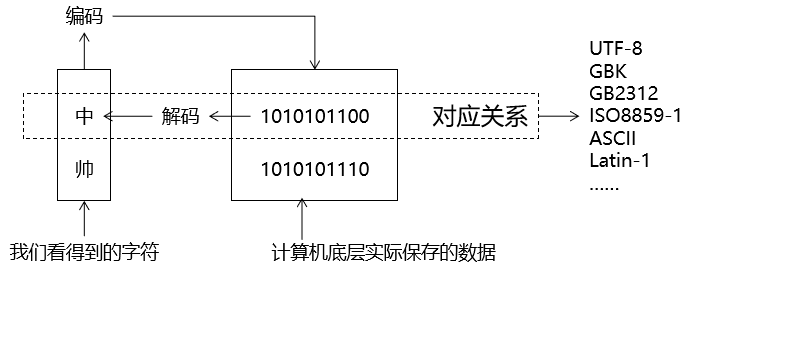 编码
UTF-8
GBK
GB2312
中 解码 1010101100 对应关系 ISO8859-1
ASCII
帅 1010101110 Latin-1
......
我们看得到的字符 计算机底层实际保存的数据